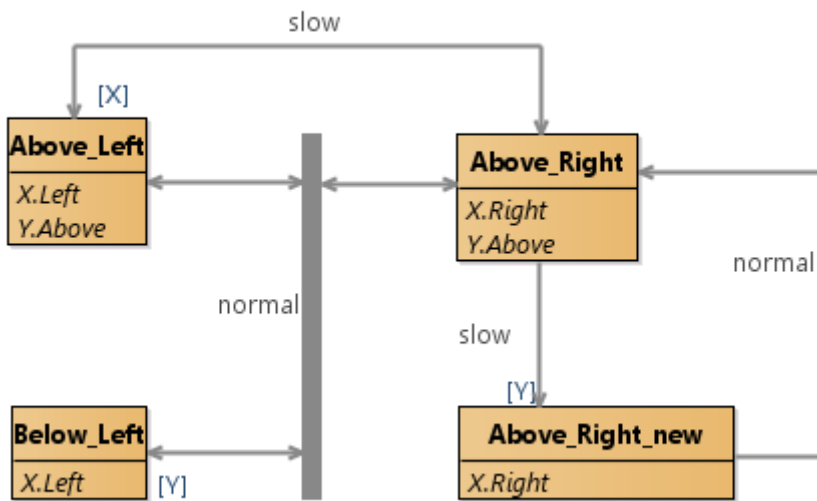 slow
[X]
Above_Left
X.Left
Y.Above
Above_Right
X.Right
Y.Above
normal
normal
slow
[Y]
Below_Left
X.Left
[Y]
Above_Right_new
X.Right